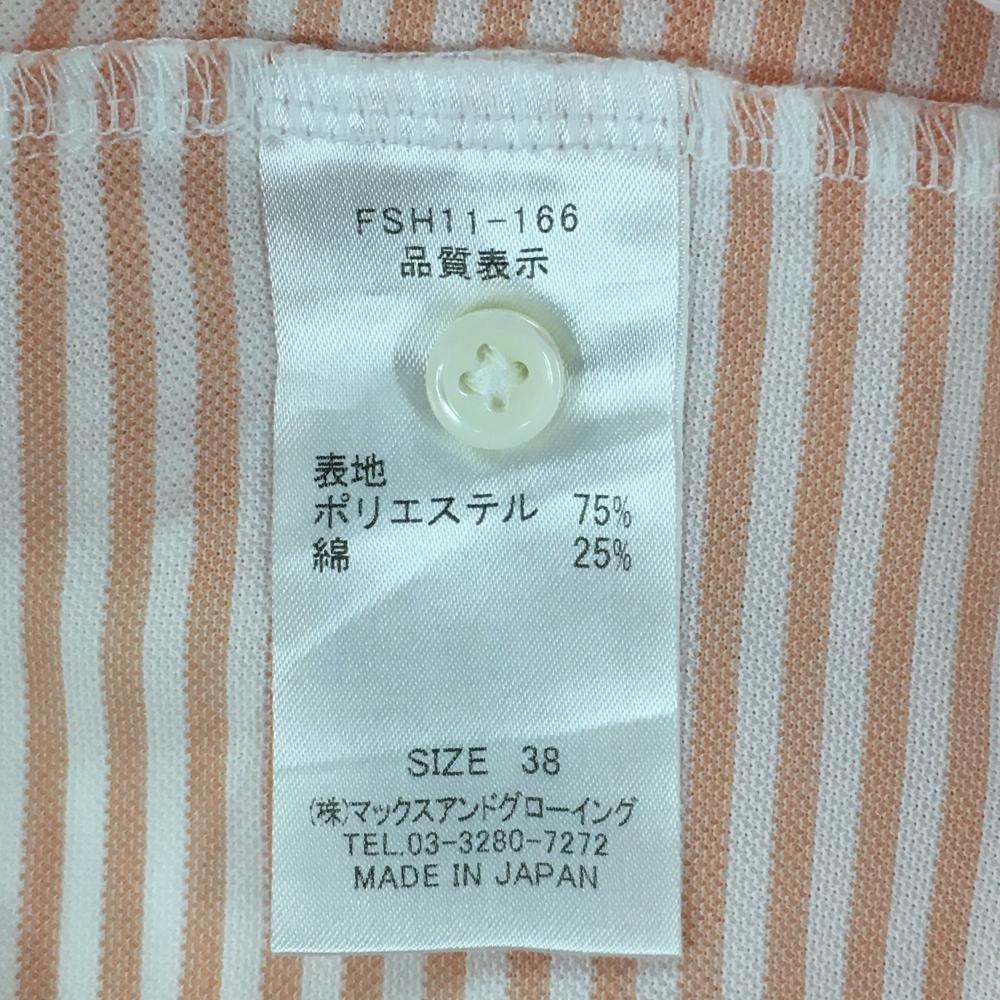 FSH11-166
品質表示
表地
ポリエステル 75%
綿 25%
SIZE 38
(株)マックスアンドグローイング
TEL.03-3280-7272
MADE IN JAPAN